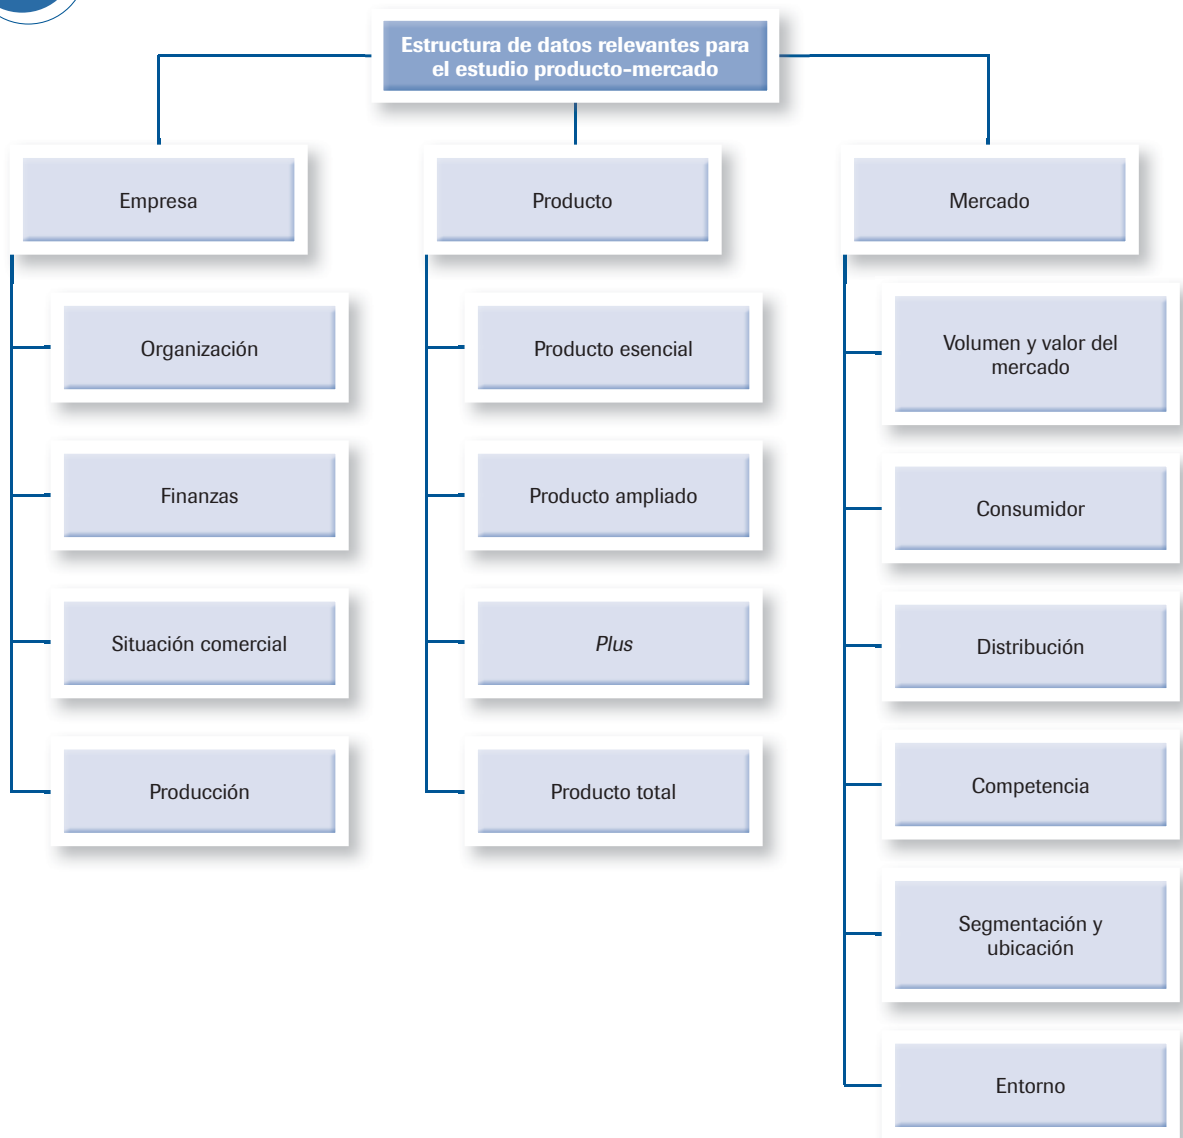 Estructura de datos relevantes para
el estudio producto-mercado
Empresa
Organización
Finanzas
Situación comercial
Producción
Producto
Producto esencial
Producto ampliado
Plus
Producto total
Mercado
Volumen y valor del
mercado
Consumidor
Distribución
Competencia
Segmentación y
ubicación
Entorno